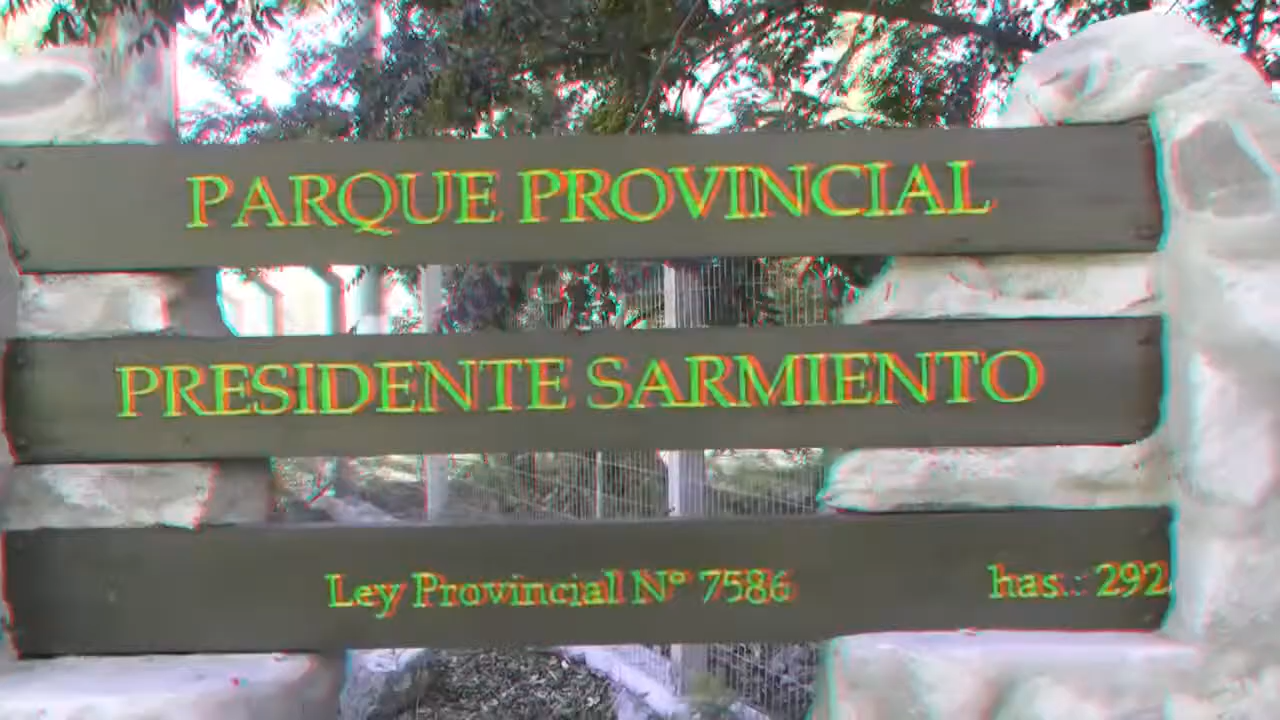 PARQUE PROVINCIAL
PRESIDENTE SARMIENTO
Ley Provincial N° 7586 has.: 292